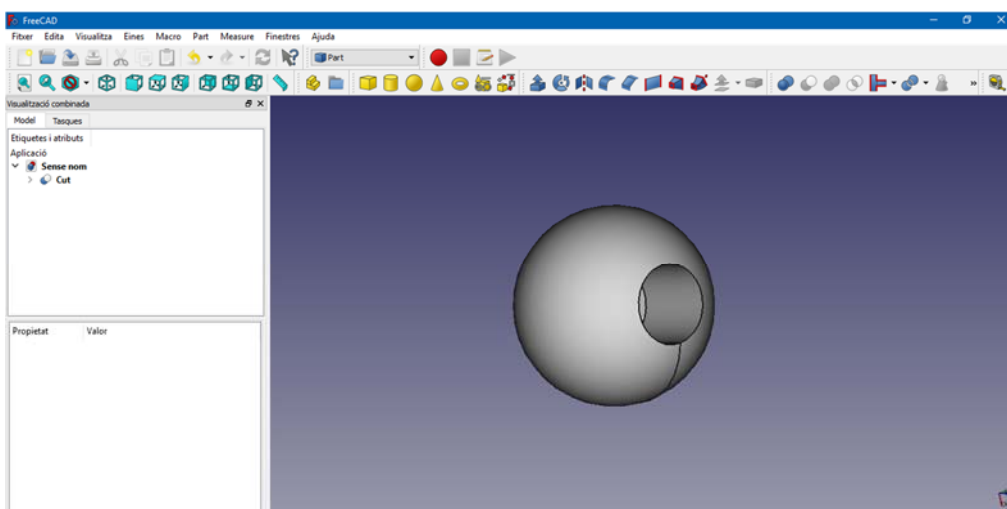 FreeCAD
Fitxer Edita Visualitza Eines Macro Part Measure Finestres Ajuda
Part
Visualització combinada
Model Tasques
Etiquetes i atributs
Aplicació
Sense nom
Cut
Propietat Valor